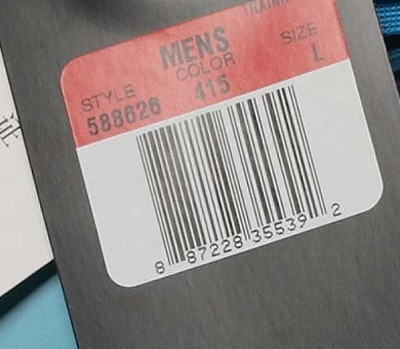 MENS
STYLE COLOR SIZE
588626 415 L
8 87228 35539 2